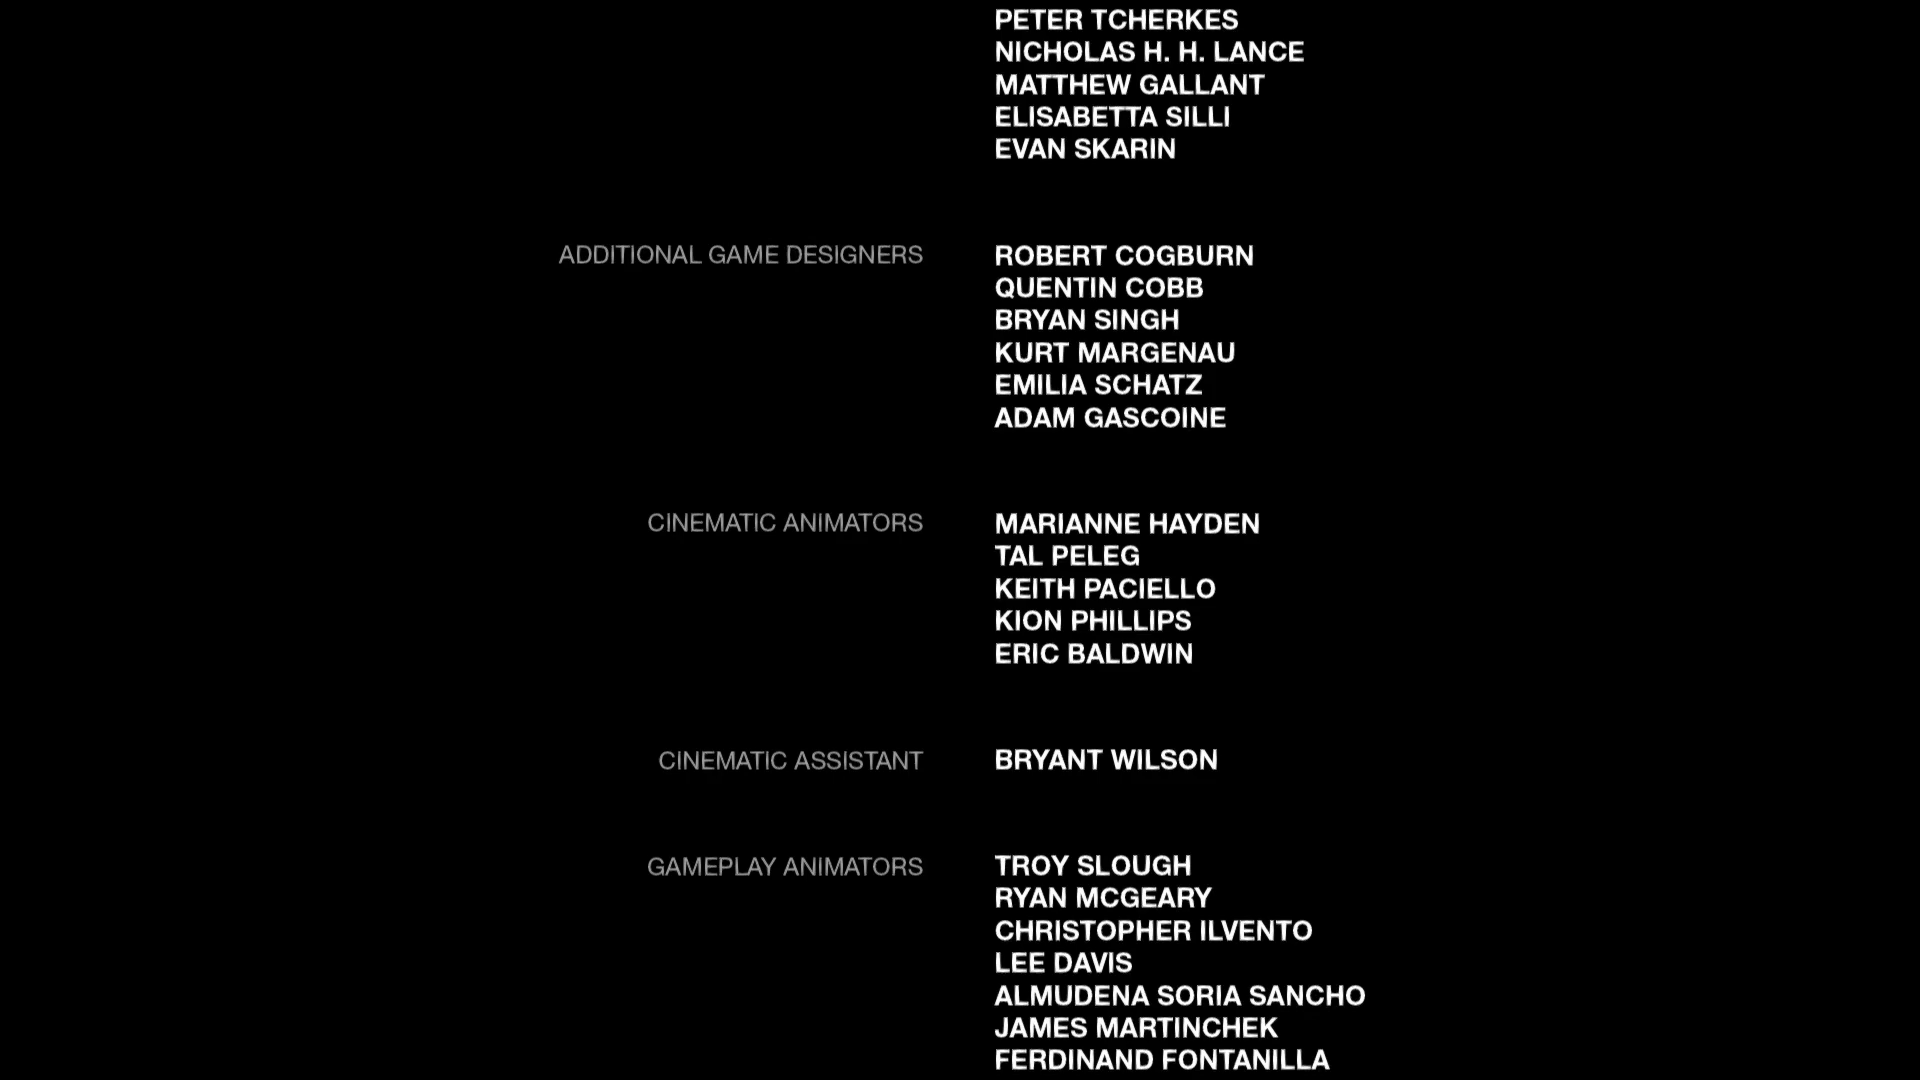 PETER TCHERKES
NICHOLAS H. H. LANCE
MATTHEW GALLANT
ELISABETTA SILLI
EVAN SKARIN
ADDITIONAL GAME DESIGNERS ROBERT COGBURN
QUENTIN COBB
BRYAN SINGH
KURT MARGENAU
EMILIA SCHATZ
ADAM GASCOINE
CINEMATIC ANIMATORS MARIANNE HAYDEN
TAL PELEG
KEITH PACIELLO
KION PHILLIPS
ERIC BALDWIN
CINEMATIC ASSISTANT BRYANT WILSON
GAMEPLAY ANIMATORS TROY SLOUGH
RYAN MCGEARY
CHRISTOPHER ILVENTO
LEE DAVIS
ALMUDENA SORIA SANCHO
JAMES MARTINCHEK
FERDINAND FONTANILLA